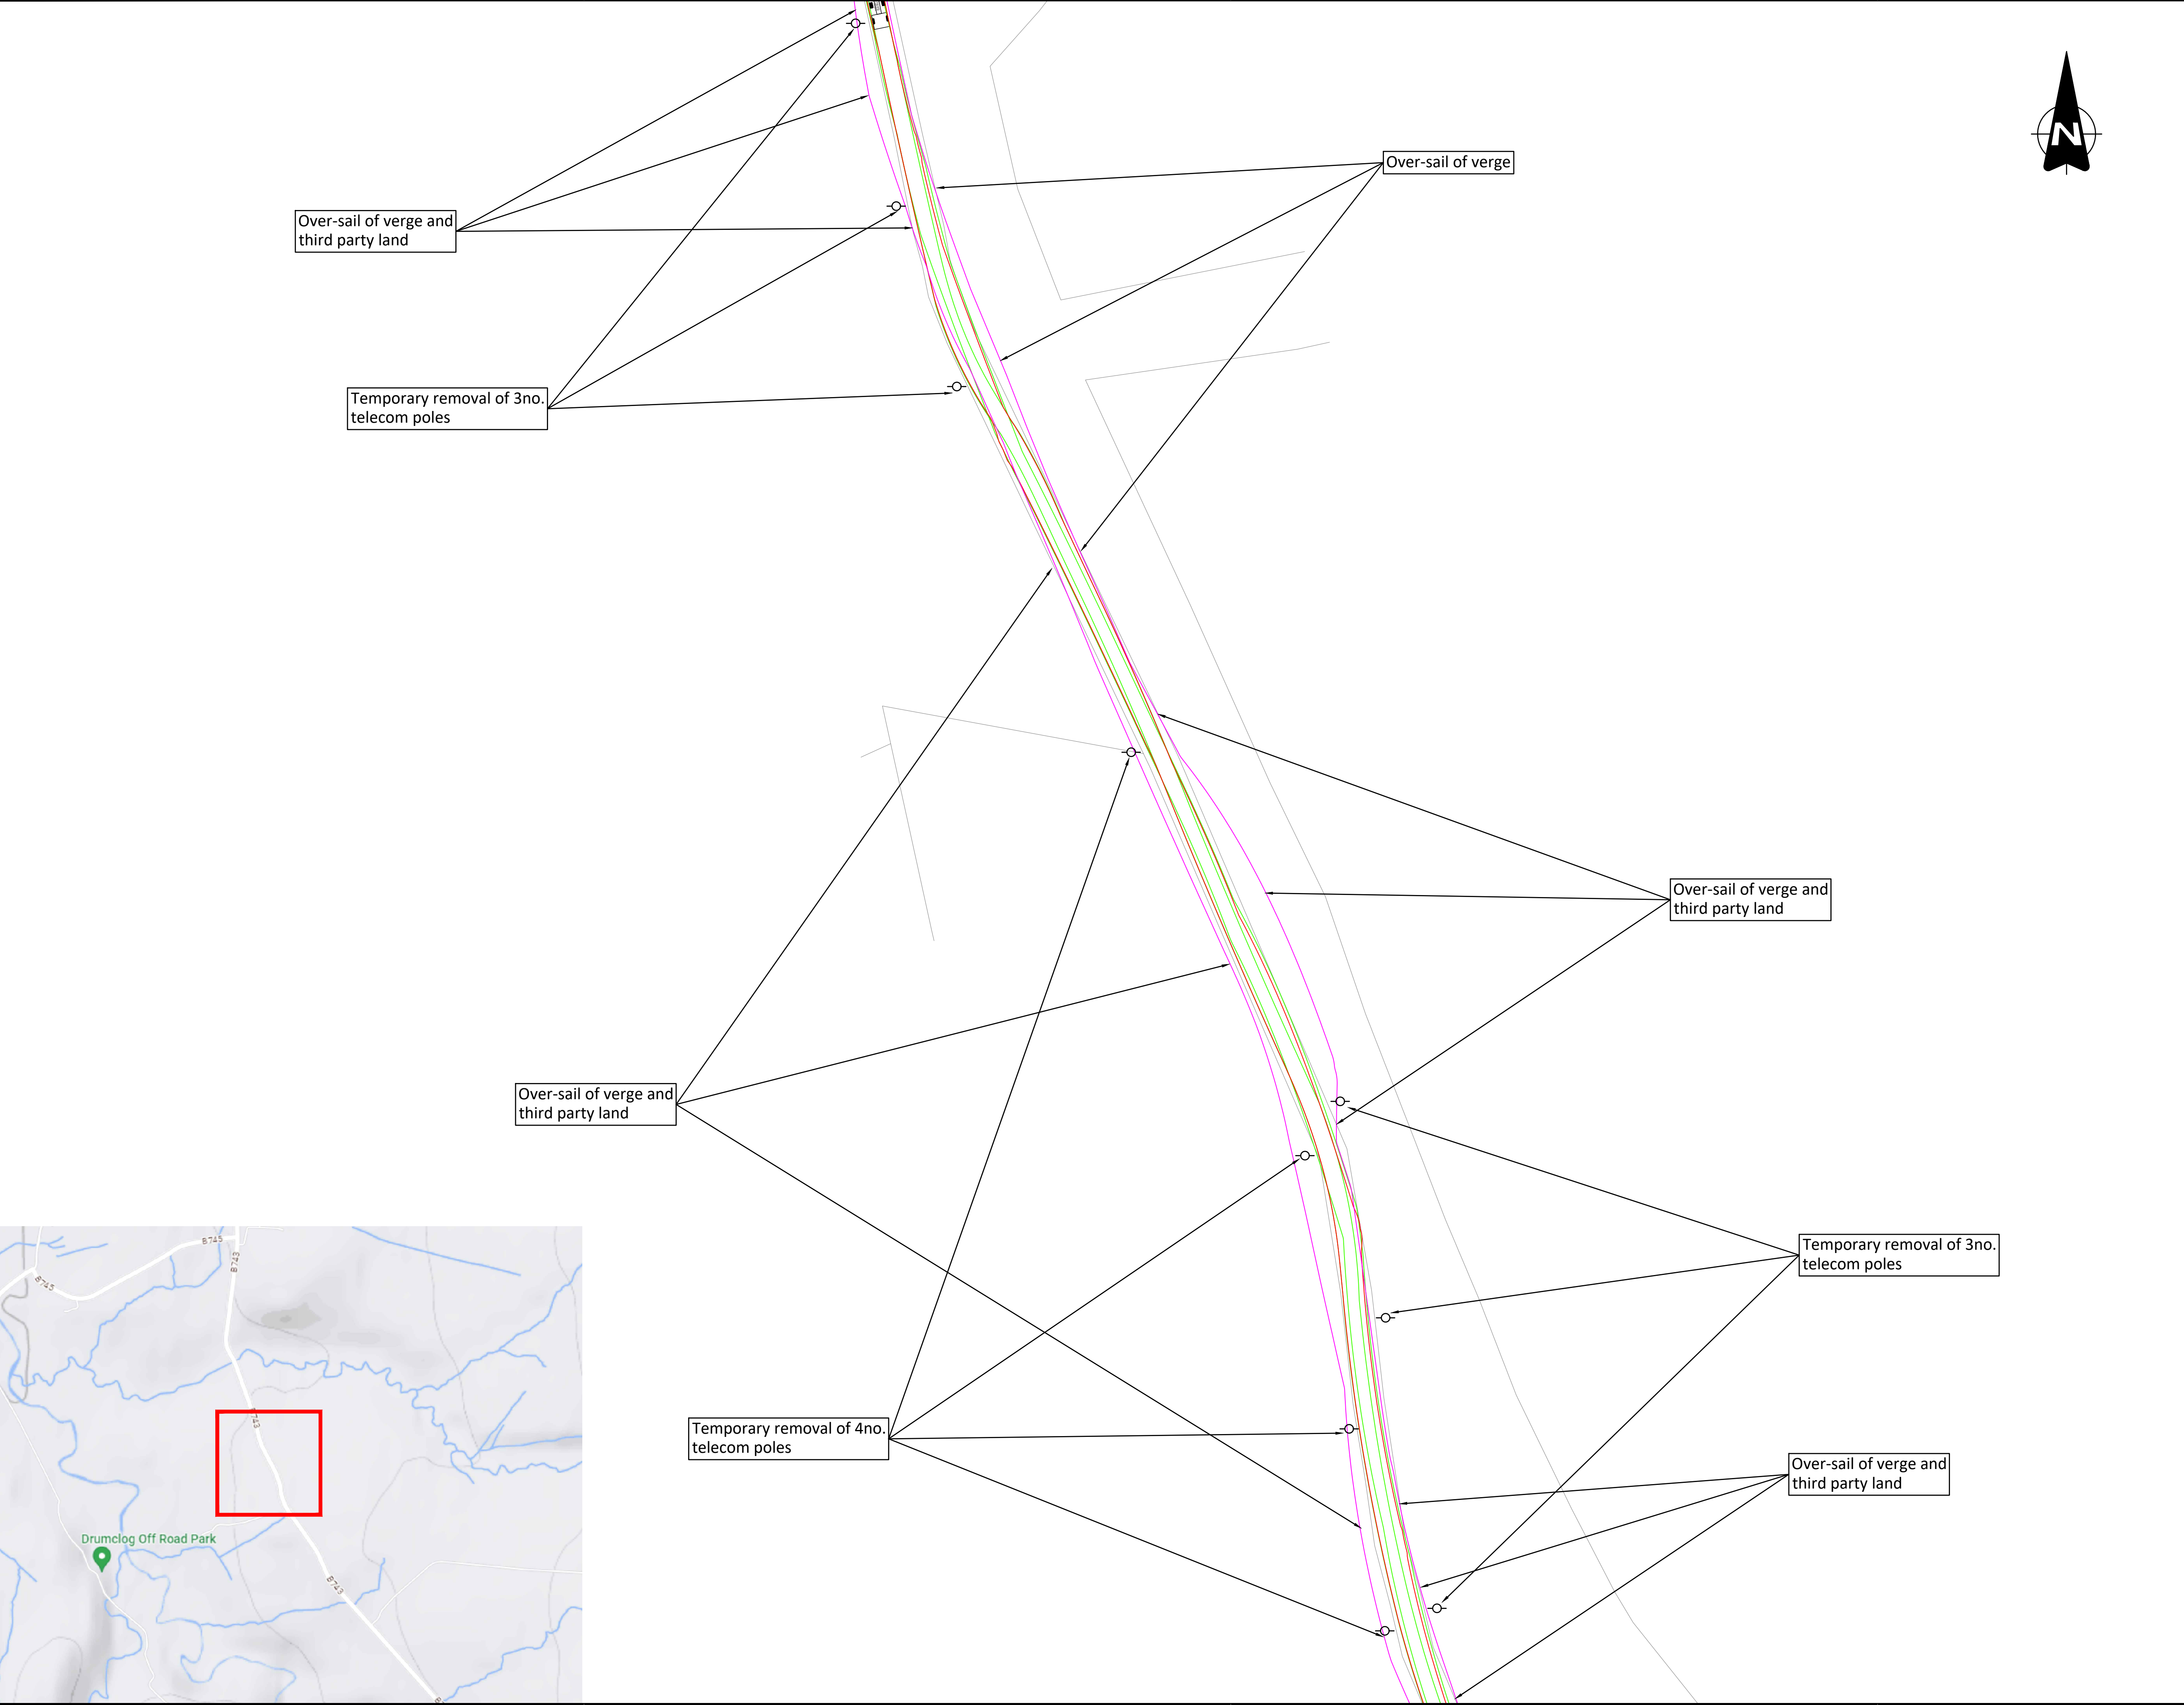 N
Over-sail of verge
Over-sail of verge and
third party land
Temporary removal of 3no.
telecom poles
Over-sail of verge and
third party land
Over-sail of verge and
third party land
Temporary removal of 3no.
telecom poles
Temporary removal of 4no.
telecom poles
Over-sail of verge and
third party land
B745
B743
B745
B743
Drumclog Off Road Park
B743